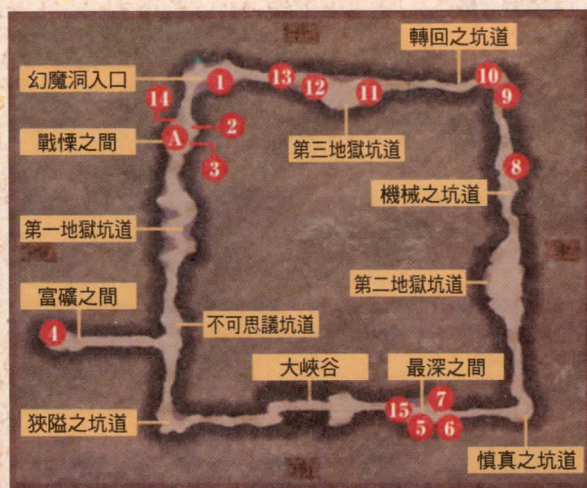 轉回之坑道
幻魔洞入口
1
13
12
11
10
9
14
2
A
戰慄之間
3
第三地獄坑道
8
機械之坑道
第一地獄坑道
富礦之間
第二地獄坑道
4
不可思議坑道
大峽谷
最深之間
狹隘之坑道
15
7
5
6
慎真之坑道